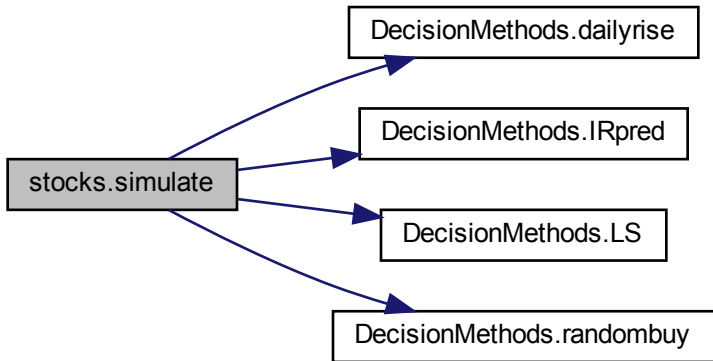 DecisionMethods.dailyrise
DecisionMethods.IRpred
stocks.simulate
DecisionMethods.LS
DecisionMethods.randombuy